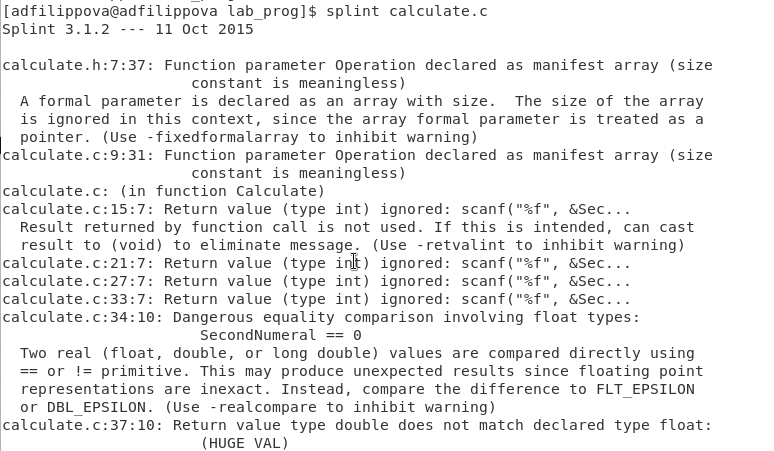 [adfilippova@adfilippova lab_prog]$ splint calculate.c
Splint 3.1.2 --- 11 Oct 2015
calculate.h:7:37: Function parameter Operation declared as manifest array (size
constant is meaningless)
A formal parameter is declared as an array with size.  The size of the array
is ignored in this context, since the array formal parameter is treated as a
pointer. (Use -fixedformalarray to inhibit warning)
calculate.c:9:31: Function parameter Operation declared as manifest array (size
constant is meaningless)
calculate.c: (in function Calculate)
calculate.c:15:7: Return value (type int) ignored: scanf("%f", &Sec...
Result returned by function call is not used. If this is intended, can cast
result to (void) to eliminate message. (Use -retvalint to inhibit warning)
calculate.c:21:7: Return value (type int) ignored: scanf("%f", &Sec...
calculate.c:27:7: Return value (type int) ignored: scanf("%f", &Sec...
calculate.c:33:7: Return value (type int) ignored: scanf("%f", &Sec...
calculate.c:34:10: Dangerous equality comparison involving float types:
SecondNumeral == 0
Two real (float, double, or long double) values are compared directly using
== or != primitive. This may produce unexpected results since floating point
representations are inexact. Instead, compare the difference to FLT_EPSILON
or DBL_EPSILON. (Use -realcompare to inhibit warning)
calculate.c:37:10: Return value type double does not match declared type float:
(HUGE_VAL)